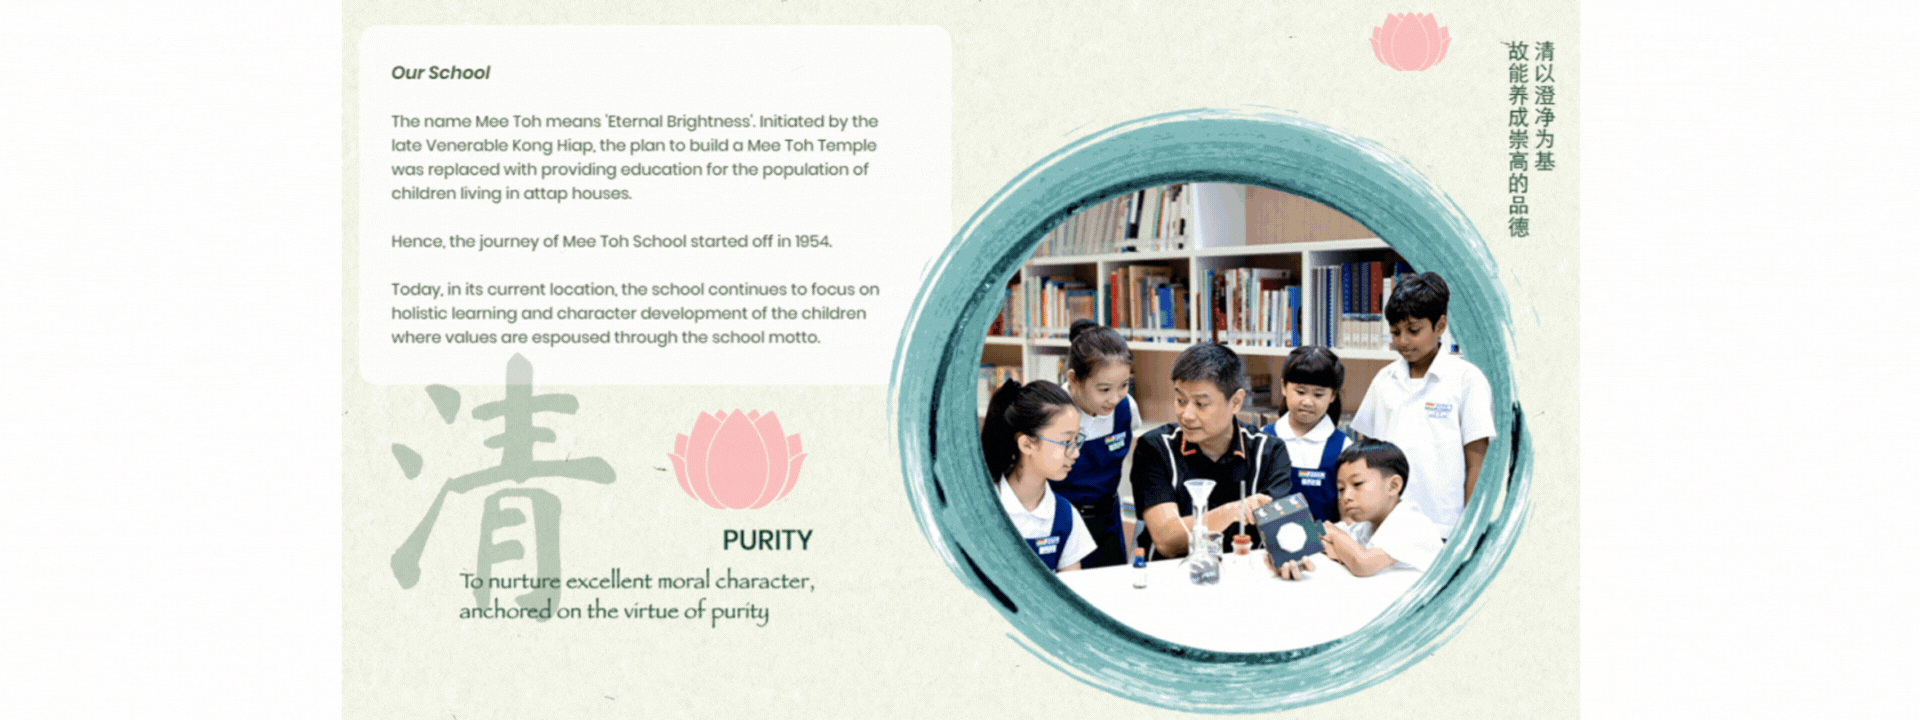 Our School
The name Mee Toh means 'Eternal Brightness'. Initiated by the
late Venerable Kong Hiap, the plan to build a Mee Toh Temple
was replaced with providing education for the population of
children living in attap houses.
Hence, the journey of Mee Toh School started off in 1954.
Today, in its current location, the school continues to focus on
holistic learning and character development of the children
where values are espoused through the school motto.
清
PURITY
To nurture excellent moral character,
anchored on the virtue of purity
清以澄净为基
故能养成崇高的品德